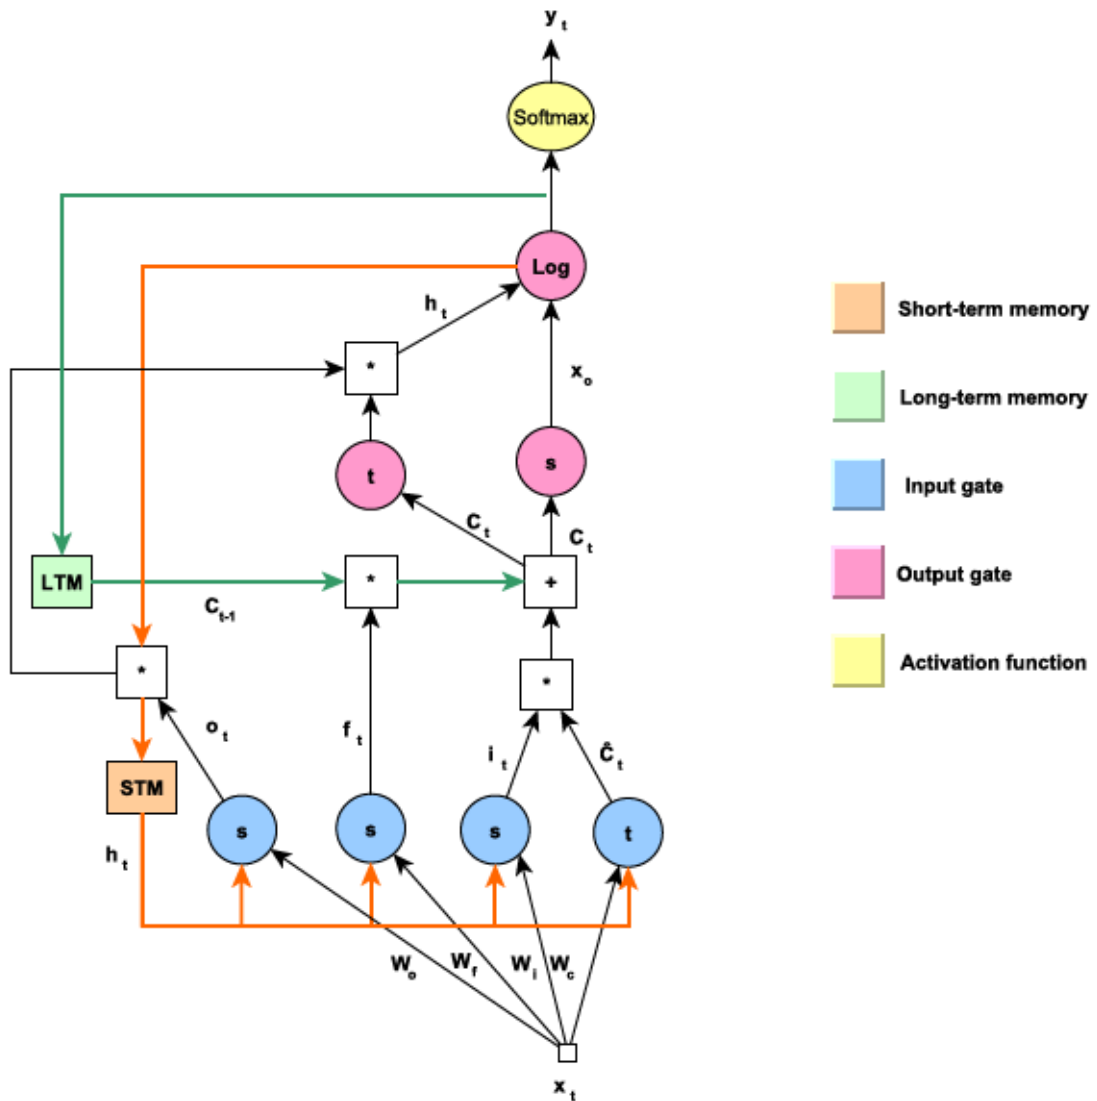 y t
Softmax
Log
h t
*
x o
t
s
C t
C t
LTM
C t-1
*
+
*
*
o t
f t
i t
Ĉ t
STM
h t
s
s
s
t
W o
W f
W i
W c
x t
Short-term memory
Long-term memory
Input gate
Output gate
Activation function